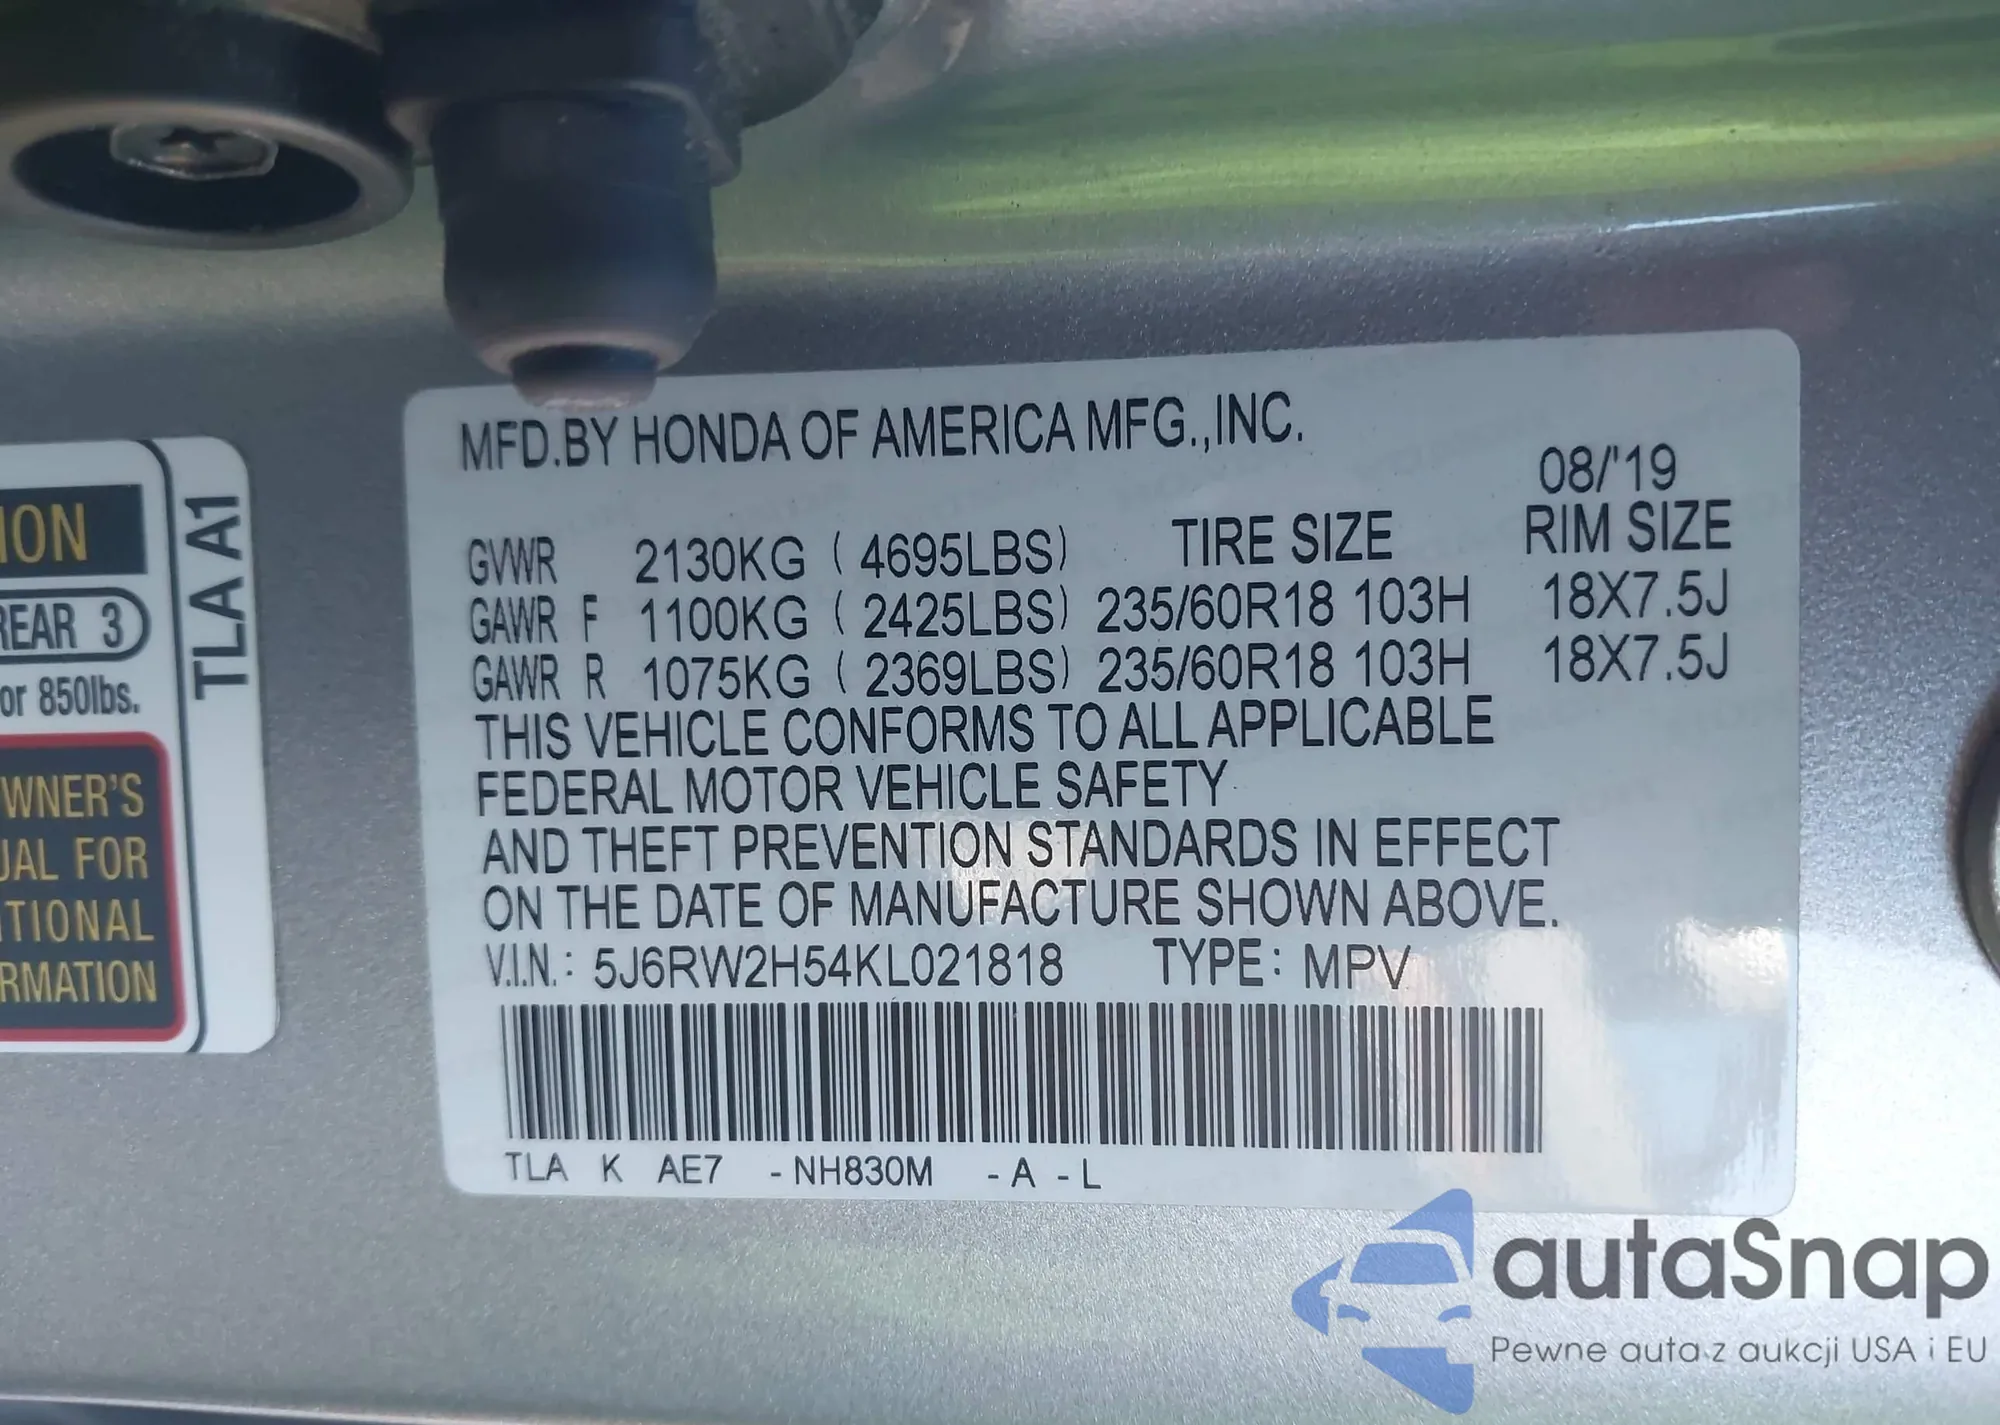 ION
REAR 3
or 850lbs.
WNER'S
UAL FOR
ITIONAL
RMATION
TLA A1
MFD.BY HONDA OF AMERICA MFG.,INC.
08/'19
GVWR 2130KG ( 4695LBS) TIRE SIZE RIM SIZE
GAWR F 1100KG ( 2425LBS) 235/60R18 103H 18X7.5J
GAWR R 1075KG ( 2369LBS) 235/60R18 103H 18X7.5J
THIS VEHICLE CONFORMS TO ALL APPLICABLE
FEDERAL MOTOR VEHICLE SAFETY
AND THEFT PREVENTION STANDARDS IN EFFECT
ON THE DATE OF MANUFACTURE SHOWN ABOVE.
V.I.N.: 5J6RW2H54KL021818 TYPE: MPV
TLA K AE7 -NH830M -A -L
autaSnap
Pewne auta z aukcji USA i EU